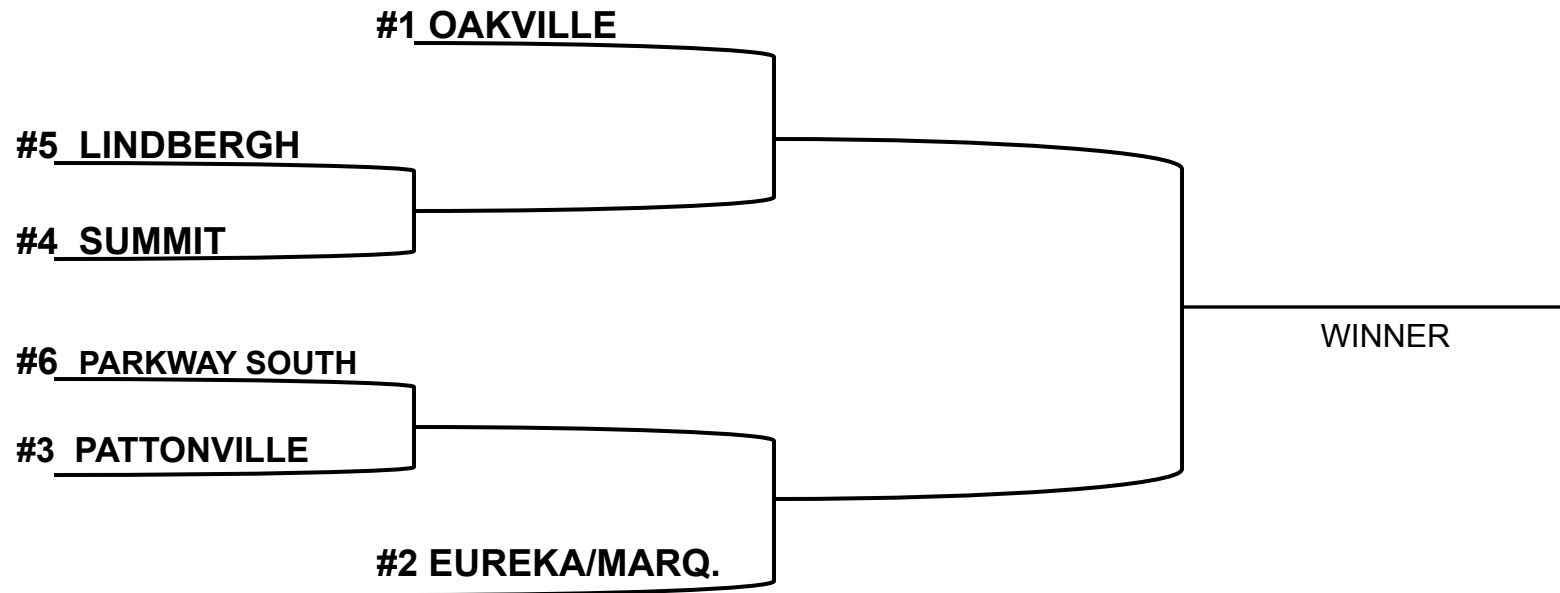 #1 OAKVILLE
#5 LINDBERGH
#4 SUMMIT
#6 PARKWAY SOUTH
WINNER
#3 PATTONVILLE
#2 EUREKA/MARQ.